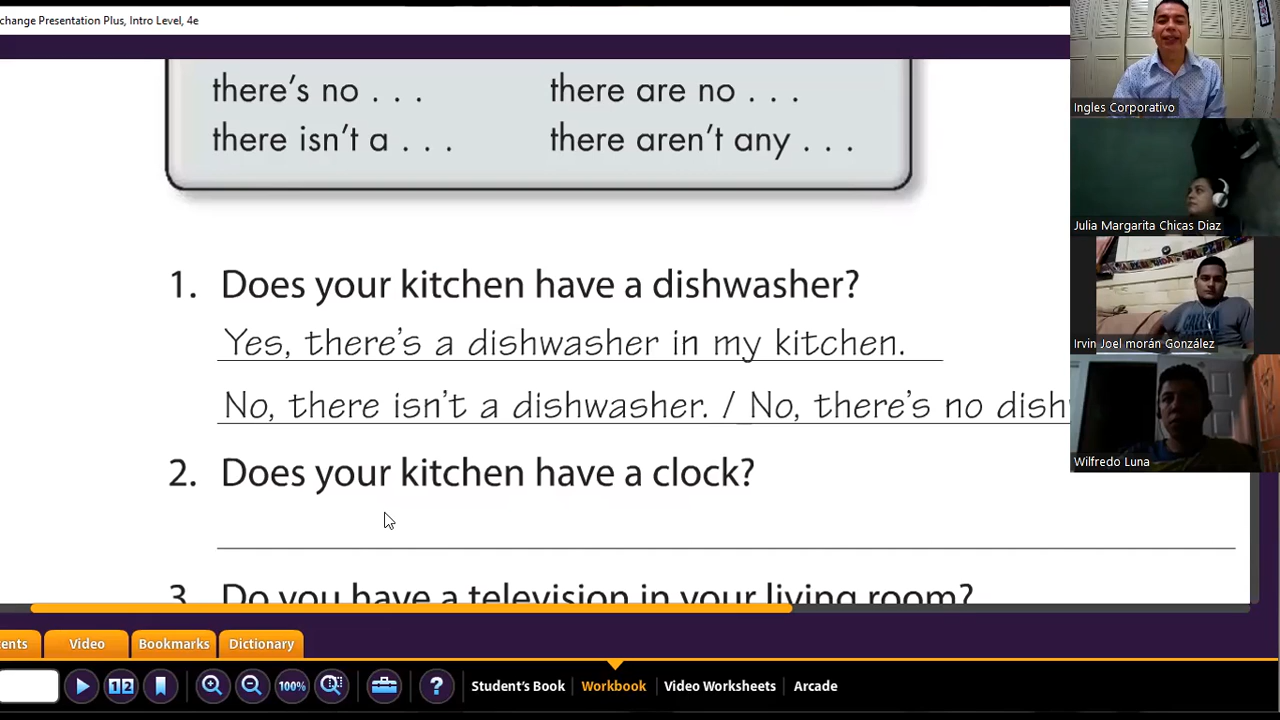 change Presentation Plus, Intro Level, 4e
there's no . . .
there are no . . .
there isn't a . . .
there aren't any . . .
1. Does your kitchen have a dishwasher?
Yes, there's a dishwasher in my kitchen.
No, there isn't a dishwasher. / No, there's no dish
2. Does your kitchen have a clock?
3. Do you have a television in your living room?
Ingles Corporativo
Julia Margarita Chicas Diaz
Irvin Joel morán González
Wilfredo Luna
ents
Video
Bookmarks
Dictionary
12
100%
?
Student's Book
Workbook
Video Worksheets
Arcade